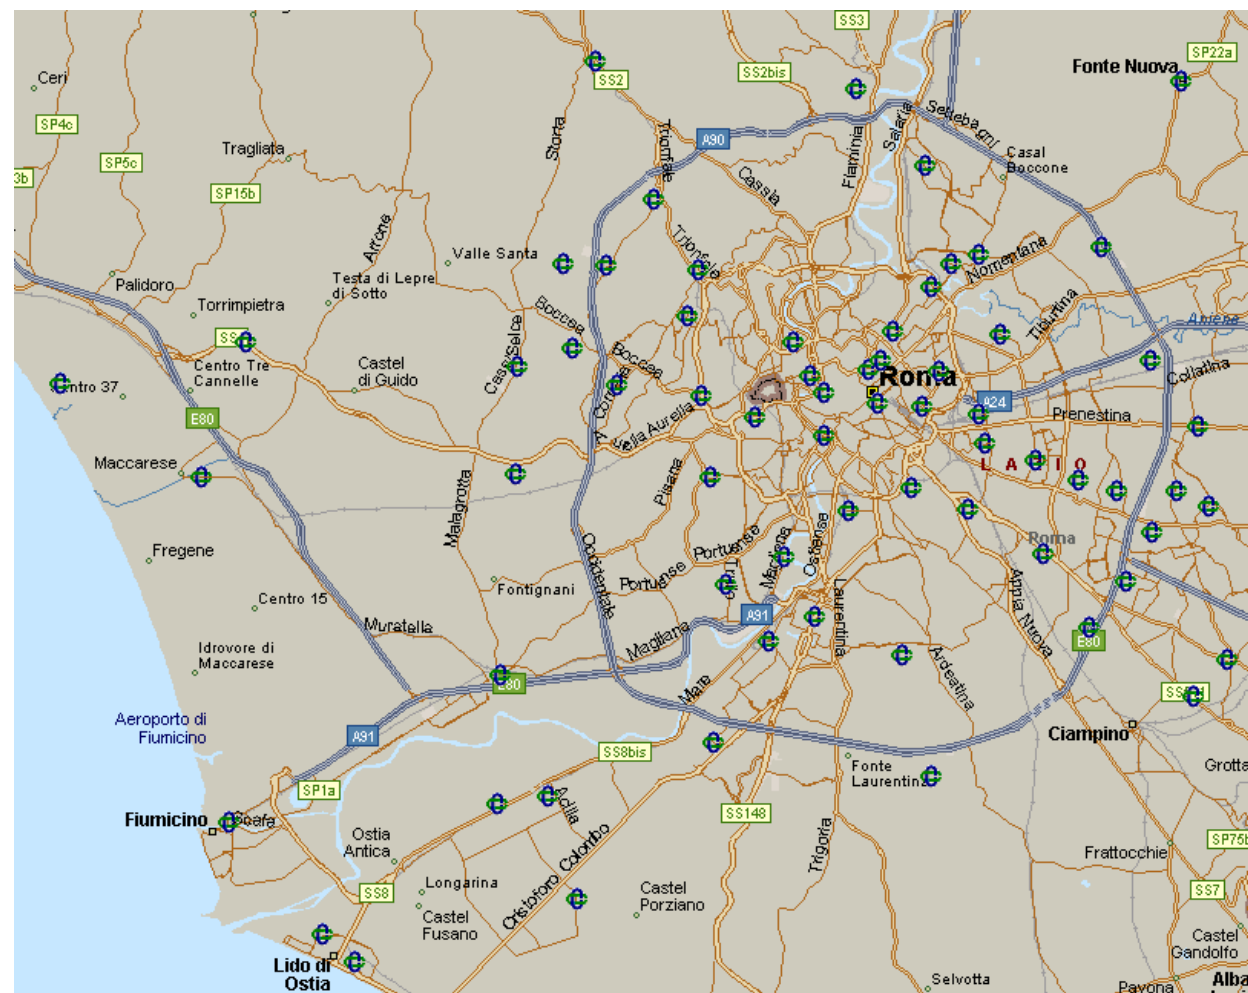 SS3
SS2bis
SP22a
Fonte Nuova
Ceri
SS2
SP4c
Storta
Trionfale
Flaminia
Salaria
Settebagni
A90
Tragliata
SP5c
Casal
Boccone
3b
SP15b
Cassia
Arrone
Valle Santa
Trionfale
Nomentana
Palidoro
Testa di Lepre
di Sotto
Torrimpietra
Boccea
Tiburtina
Aniene
Centro Tre
Cannelle
Castel
di Guido
Boccea
Roma
Collatina
A24
E80
Prenestina
Aurelia
Maccarese
LAZIO
Malagrotta
Pisana
Fregene
Occidentale
Portuense
Magliana
Ostiense
Roma
Fontignani
Portuense
Laurentina
Appia Nuova
Centro 15
A91
Muratella
Magliana
E80
Idrovore di
Maccarese
Ardeatina
E80
Mare
Aeroporto di
Fiumicino
A91
Ciampino
SS8bis
Fonte
Laurentina
Grotta
SP1a
Acilia
SS148
Fiumicino
Scafa
Trigoria
Cristoforo Colombo
SP75b
Ostia
Antica
Frattocchie
SS8
Longarina
SS7
Castel
Fusano
Castel
Porziano
Castel
Gandolfo
Lido di
Ostia
Selvotta
Pavona
Alba